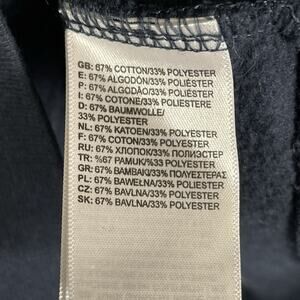 GB: 67% COTTON/33% POLYESTER
E: 67% ALGODÓN/33% POLIÉSTER
P: 67% ALGODÃO/33% POLIÉSTER
I: 67% COTONE/33% POLIESTERE
D: 67% BAUMWOLLE/
33% POLYESTER
NL: 67% KATOEN/33% POLYESTER
F: 67% COTON/33% POLYESTER
RU: 67% ХЛОПОК/33% ПОЛИЭСТЕР
TR: %67 PAMUK/%33 POLYESTER
GR: 67% ΒΑΜΒΑΚΙ/33% ΠΟΛΥΕΣΤΕΡΑΣ
PL: 67% BAWEŁNA/33% POLIESTER
CZ: 67% BAVLNA/33% POLYESTER
SK: 67% BAVLNA/33% POLYESTER